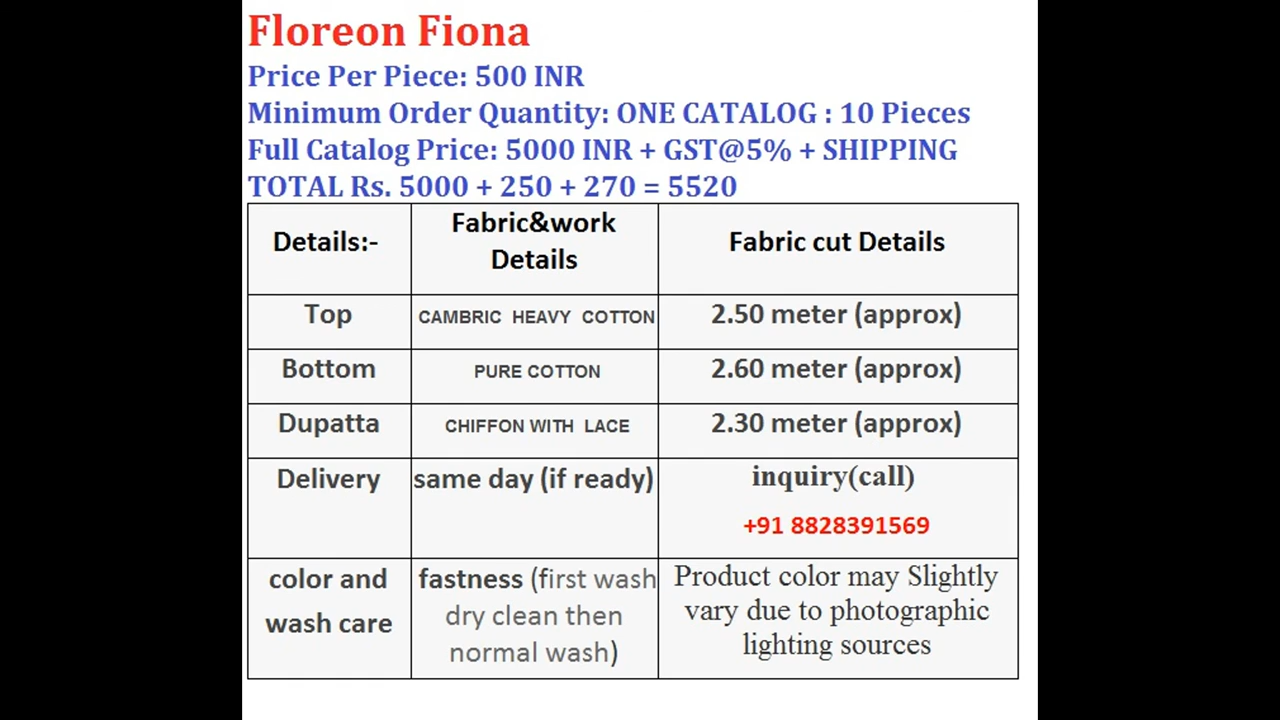 Floreon Fiona
Price Per Piece: 500 INR
Minimum Order Quantity: ONE CATALOG : 10 Pieces
Full Catalog Price: 5000 INR + GST@5% + SHIPPING
TOTAL Rs. 5000 + 250 + 270 = 5520
Details:- Fabric&work Details Fabric cut Details
Top CAMBRIC HEAVY COTTON 2.50 meter (approx)
Bottom PURE COTTON 2.60 meter (approx)
Dupatta CHIFFON WITH LACE 2.30 meter (approx)
Delivery same day (if ready) inquiry(call)
+91 8828391569
color and wash care
fastness (first wash
dry clean then
normal wash)
Product color may Slightly
vary due to photographic
lighting sources